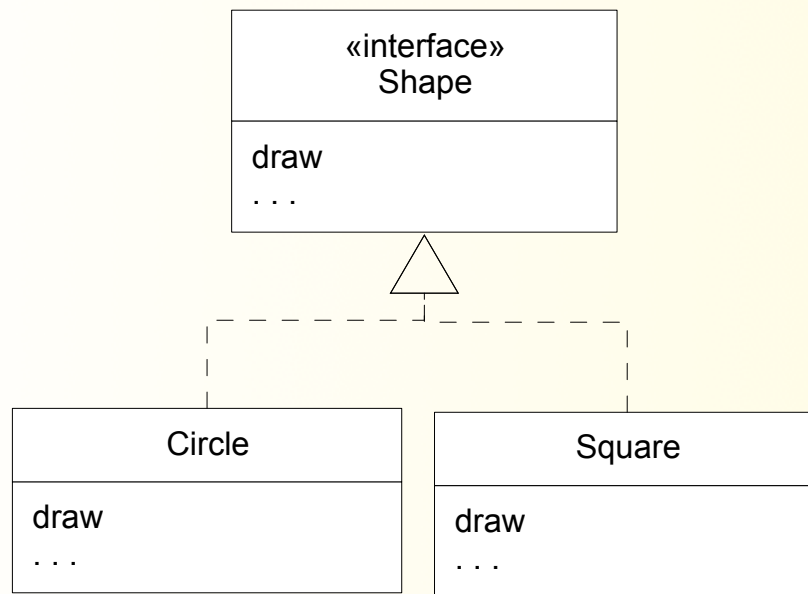 «interface»
Shape
draw
. . .
Circle
draw
. . .
Square
draw
. . .